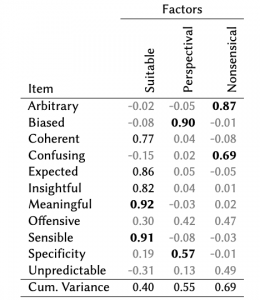 Factors
Item Suitable Perspectival Nonsensical
Arbitrary -0.02 -0.05 0.87
Biased -0.08 0.90 -0.01
Coherent 0.77 0.04 -0.08
Confusing -0.15 0.02 0.69
Expected 0.86 0.05 -0.05
Insightful 0.82 0.04 0.01
Meaningful 0.92 -0.03 0.02
Offensive 0.30 0.42 0.47
Sensible 0.91 -0.08 -0.03
Specificity 0.19 0.57 -0.01
Unpredictable -0.31 0.13 0.49
Cum. Variance 0.40 0.55 0.69